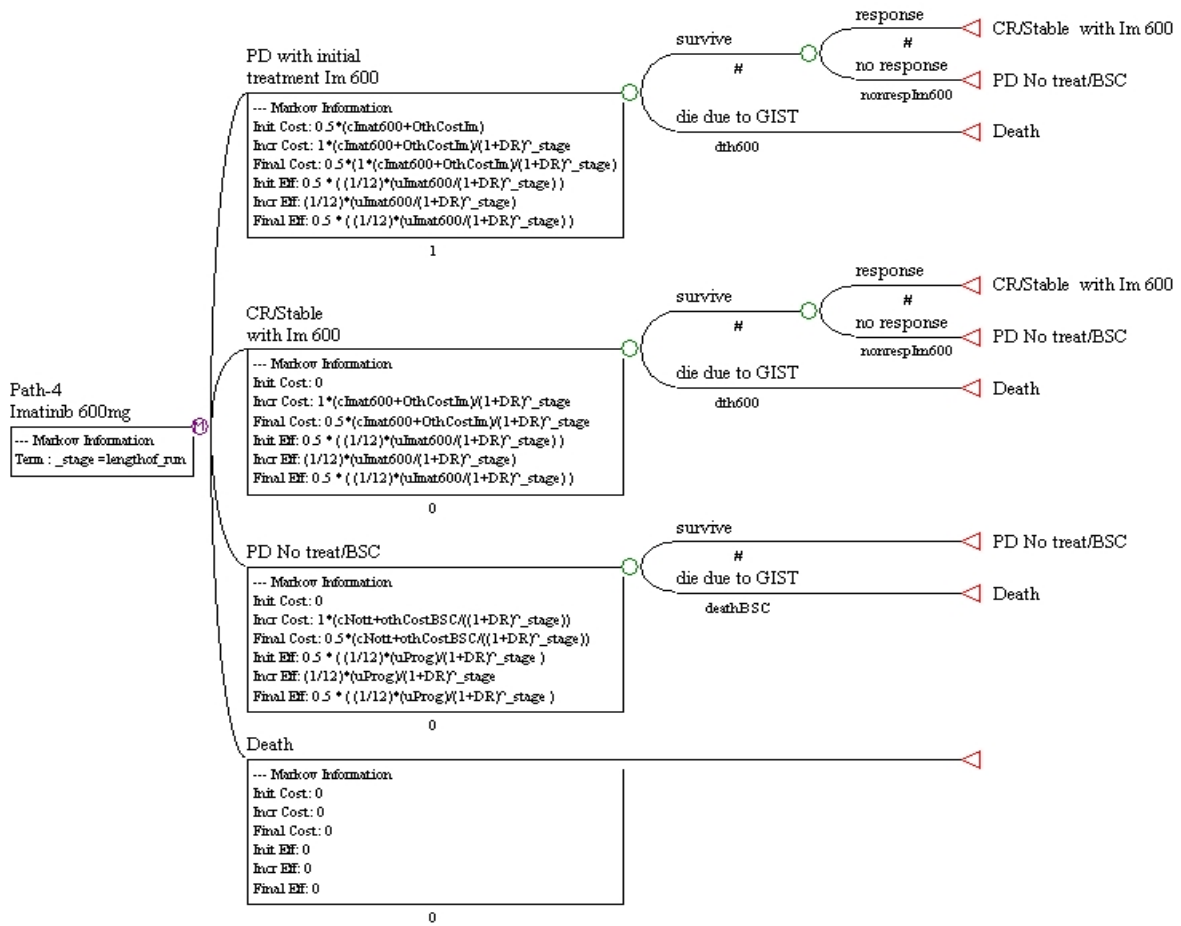 Path-4
Imatinib 600mg
--- Markov Information
Term : _stage =lengthof_run
PD with initial
treatment Im 600
--- Markov Information
Init Cost: 0.5*(cImat600+OthCostIm)
Incr Cost: 1*(cImat600+OthCostIm)/(1+DR)^_stage
Final Cost: 0.5*(1*(cImat600+OthCostIm)/(1+DR)^_stage)
Init Eff: 0.5 * ( (1/12)*(uImat600/(1+DR)^_stage) )
Incr Eff: (1/12)*(uImat600/(1+DR)^_stage)
Final Eff: 0.5 * ( (1/12)*(uImat600/(1+DR)^_stage) )
1
survive
#
response
#
CR/Stable with Im 600
no response
nonrespIm600
PD No treat/BSC
die due to GIST
dth600
Death
CR/Stable
with Im 600
--- Markov Information
Init Cost: 0
Incr Cost: 1*(cImat600+OthCostIm)/(1+DR)^_stage
Final Cost: 0.5*(cImat600+OthCostIm)/(1+DR)^_stage
Init Eff: 0.5 * ( (1/12)*(uImat600/(1+DR)^_stage) )
Incr Eff: (1/12)*(uImat600/(1+DR)^_stage)
Final Eff: 0.5 * ( (1/12)*(uImat600/(1+DR)^_stage) )
0
survive
#
response
#
CR/Stable with Im 600
no response
nonrespIm600
PD No treat/BSC
die due to GIST
dth600
Death
PD No treat/BSC
--- Markov Information
Init Cost: 0
Incr Cost: 1*(cNott+othCostBSC/((1+DR)^_stage))
Final Cost: 0.5*(cNott+othCostBSC/((1+DR)^_stage))
Init Eff: 0.5 * ( (1/12)*(uProg)/(1+DR)^_stage )
Incr Eff: (1/12)*(uProg)/(1+DR)^_stage
Final Eff: 0.5 * ( (1/12)*(uProg)/(1+DR)^_stage )
0
survive
#
PD No treat/BSC
die due to GIST
deathBSC
Death
Death
--- Markov Information
Init Cost: 0
Incr Cost: 0
Final Cost: 0
Init Eff: 0
Incr Eff: 0
Final Eff: 0
0
M